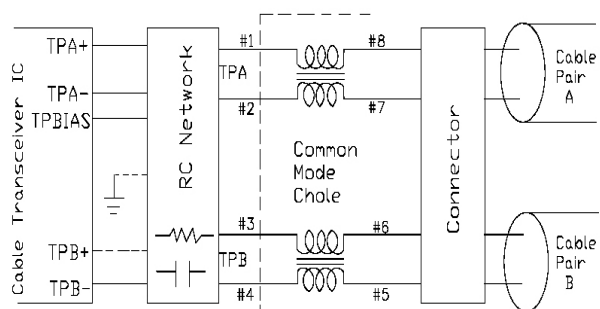 Cable Transceiver IC
TPA+
TPA-
TPBIAS
TPB+
TPB-
RC Network
#1
TPA
#2
#3
TPB
#4
Common
Mode
Chole
#8
#7
#6
#5
Connector
Cable
Pair
A
Cable
Pair
B